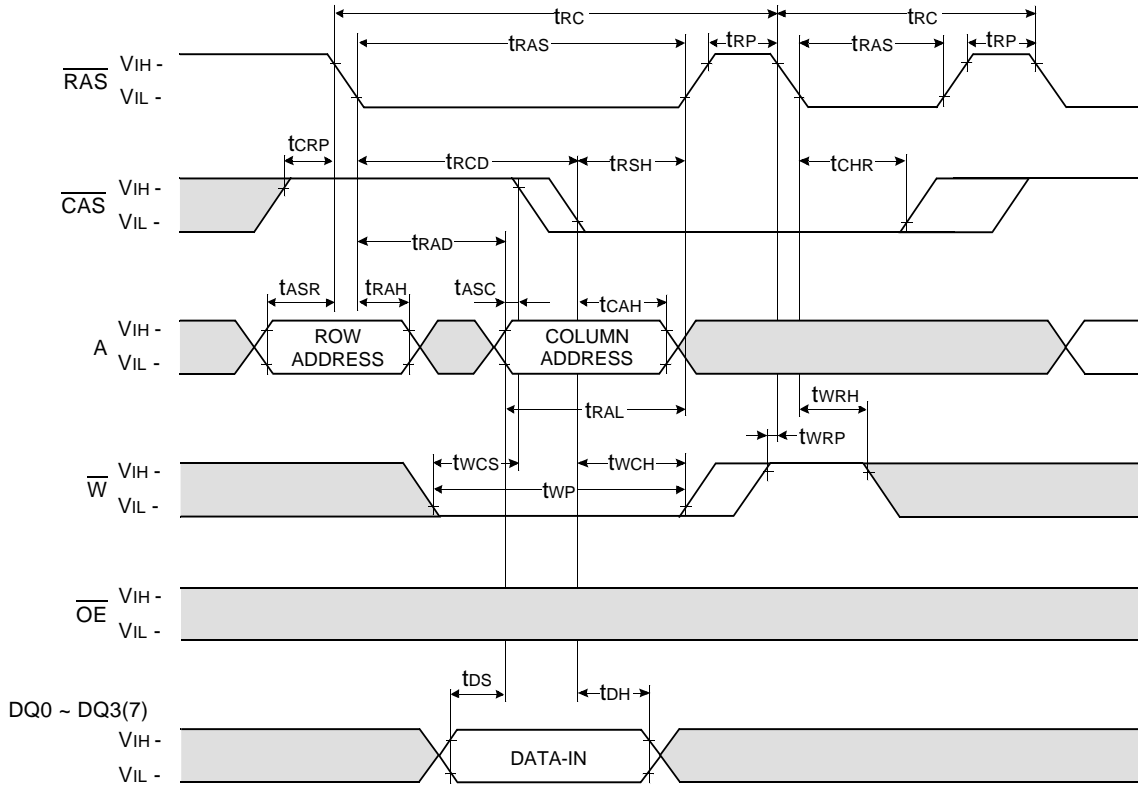 tRC tRC
tRAS tRP tRAS tRP
RAS VIH -
VIL -
tCRP tRCD tRSH tCHR
CAS VIH -
VIL -
tRAD
tASR tRAH tASC tCAH
A VIH -
VIL -
ROW ADDRESS
COLUMN ADDRESS
tRAL tWRH
tWRP
tWCS tWCH
W VIH -
VIL -
tWP
OE VIH -
VIL -
tDS tDH
DQ0 ~ DQ3(7)
VIH -
VIL -
DATA-IN